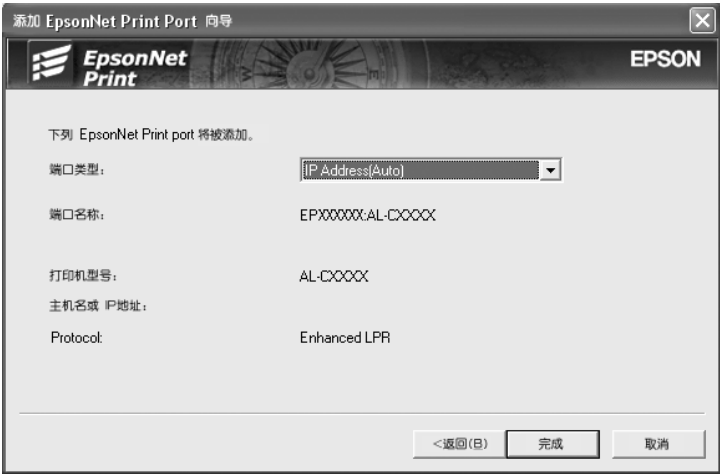 添加 EpsonNet Print Port 向导
EpsonNet
Print
EPSON
下列 EpsonNet Print port 将被添加。
端口类型： IP Address(Auto)
端口名称： EPXXXXXX:AL-CXXXX
打印机型号： AL-CXXXX
主机名或 IP地址：
Protocol: Enhanced LPR
<返回(B) 完成 取消